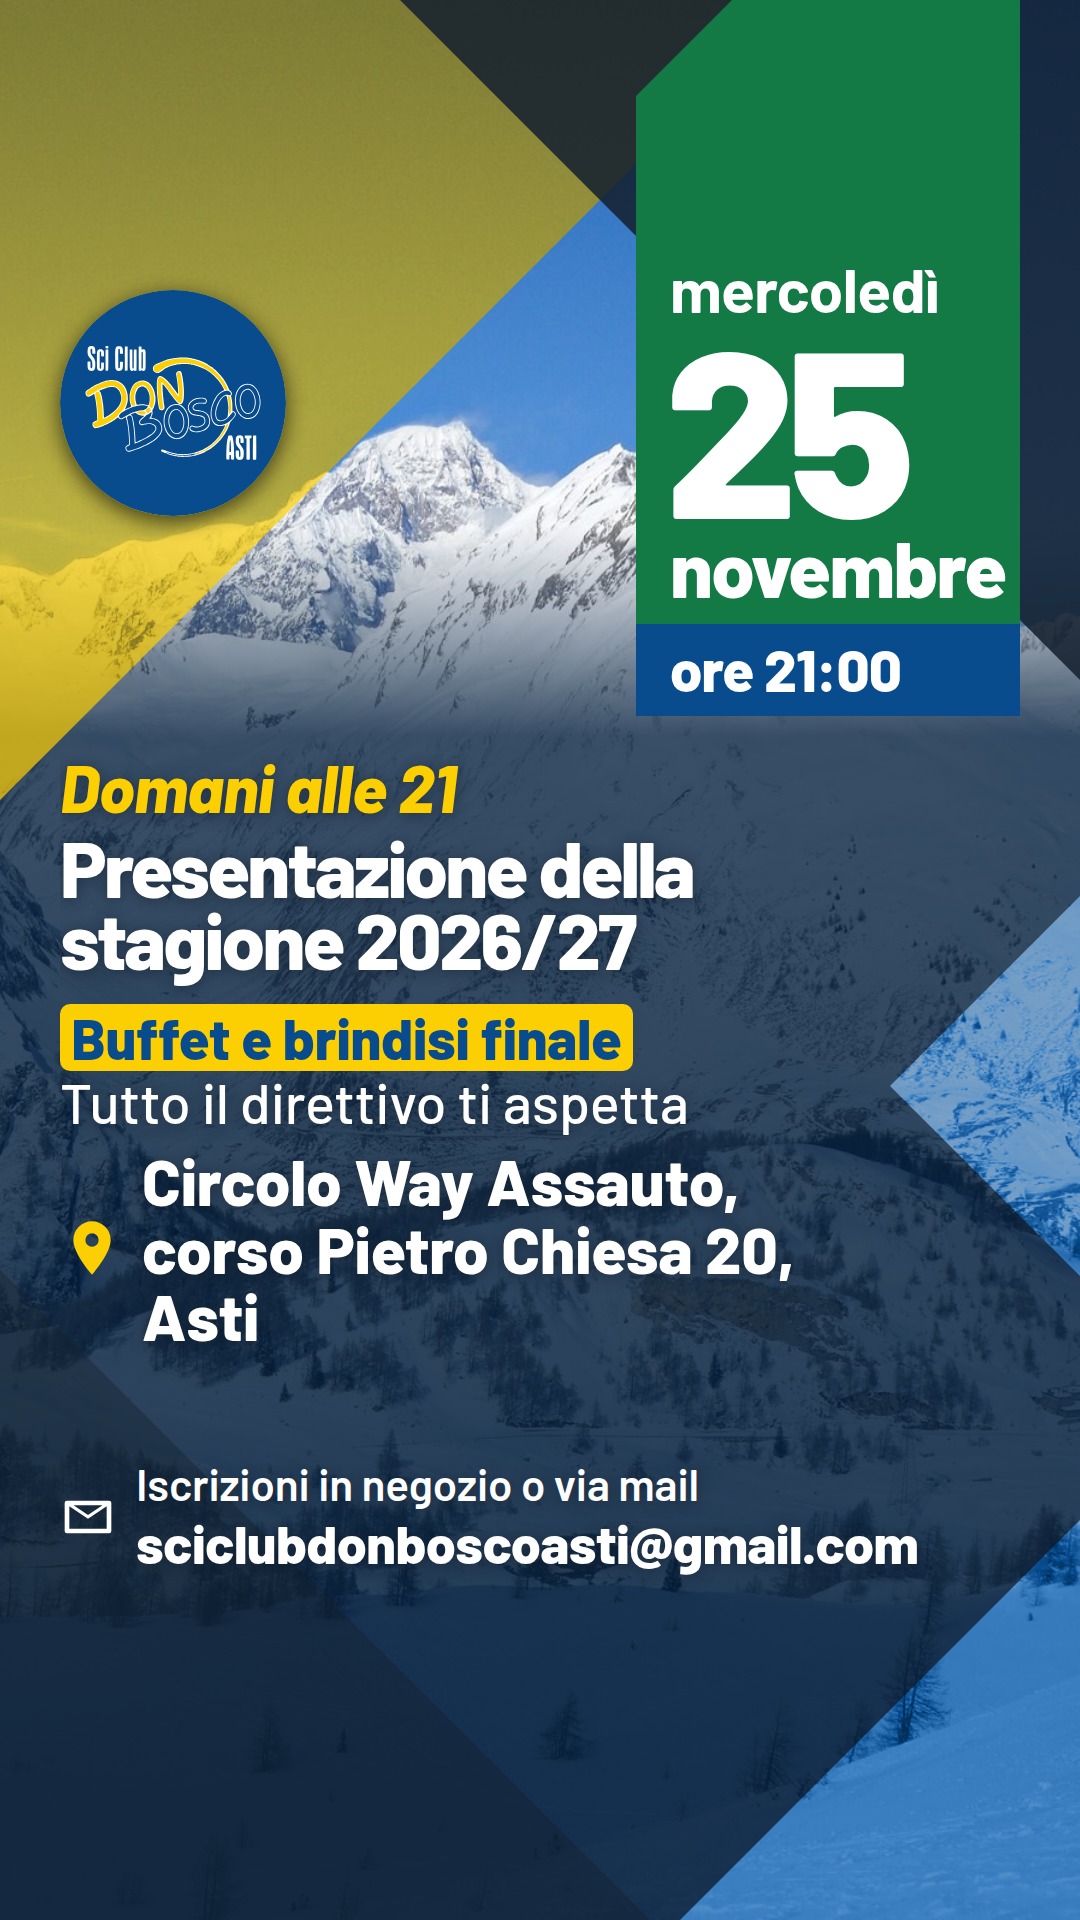 mercoledì
25
novembre
ore 21:00
Sci Club
DON
BOSCO
ASTI
Domani alle 21
Presentazione della
stagione 2026/27
Buffet e brindisi finale
Tutto il direttivo ti aspetta
Circolo Way Assauto,
corso Pietro Chiesa 20,
Asti
Iscrizioni in negozio o via mail
sciclubdonboscoasti@gmail.com